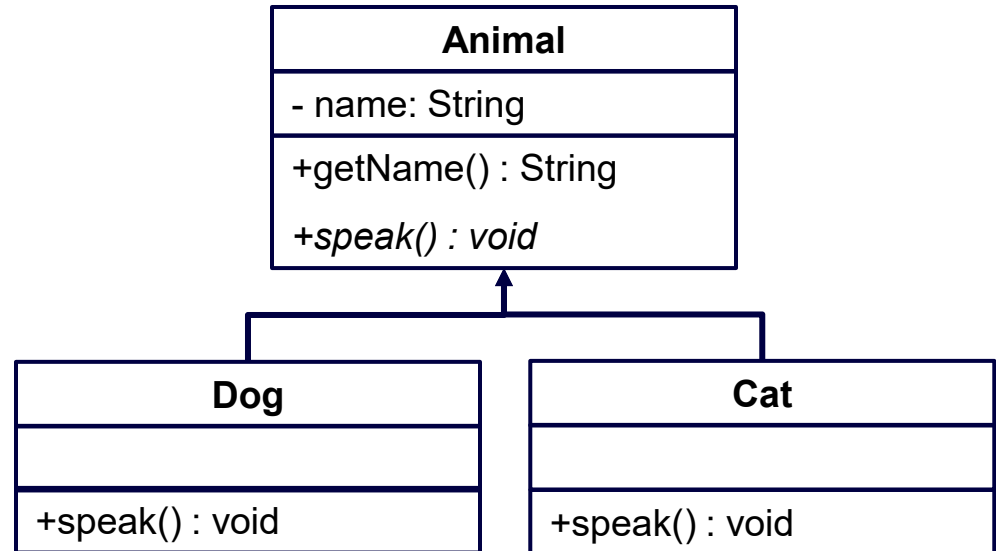 Animal
- name: String
+getName() : String
+speak() : void
Dog
+speak() : void
Cat
+speak() : void